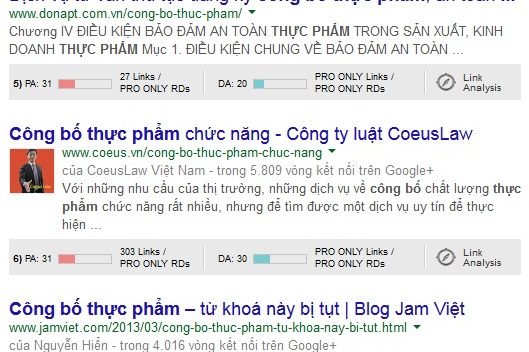 www.donapt.com.vn/cong-bo-thuc-pham/
Chương IV ĐIỀU KIỆN BẢO ĐẢM AN TOÀN THỰC PHẨM TRONG SẢN XUẤT, KINH
DOANH THỰC PHẨM Mục 1. ĐIỀU KIỆN CHUNG VỀ BẢO ĐẢM AN TOÀN ...
5) PA: 31 27 Links / DA: 20 PRO ONLY Links / Link
PRO ONLY RDs PRO ONLY RDs Analysis
Công bố thực phẩm chức năng - Công ty luật CoeusLaw
www.coeus.vn/cong-bo-thuc-pham-chuc-nang
của CoeusLaw Việt Nam - trong 5.809 vòng kết nối trên Google+
Với những nhu cầu của thị trường, những dịch vụ về công bố chất lượng thực
phẩm chức năng rất nhiều, nhưng để tìm được một dịch vụ uy tín để thực
hiện ...
Coeus Law
6) PA: 31 303 Links / DA: 30 PRO ONLY Links / Link
PRO ONLY RDs PRO ONLY RDs Analysis
Công bố thực phẩm – từ khoá này bị tụt | Blog Jam Việt
www.jamviet.com/2013/03/cong-bo-thuc-pham-tu-khoa-nay-bi-tut.html
của Nguyễn Hiển - trong 4.016 vòng kết nối trên Google+